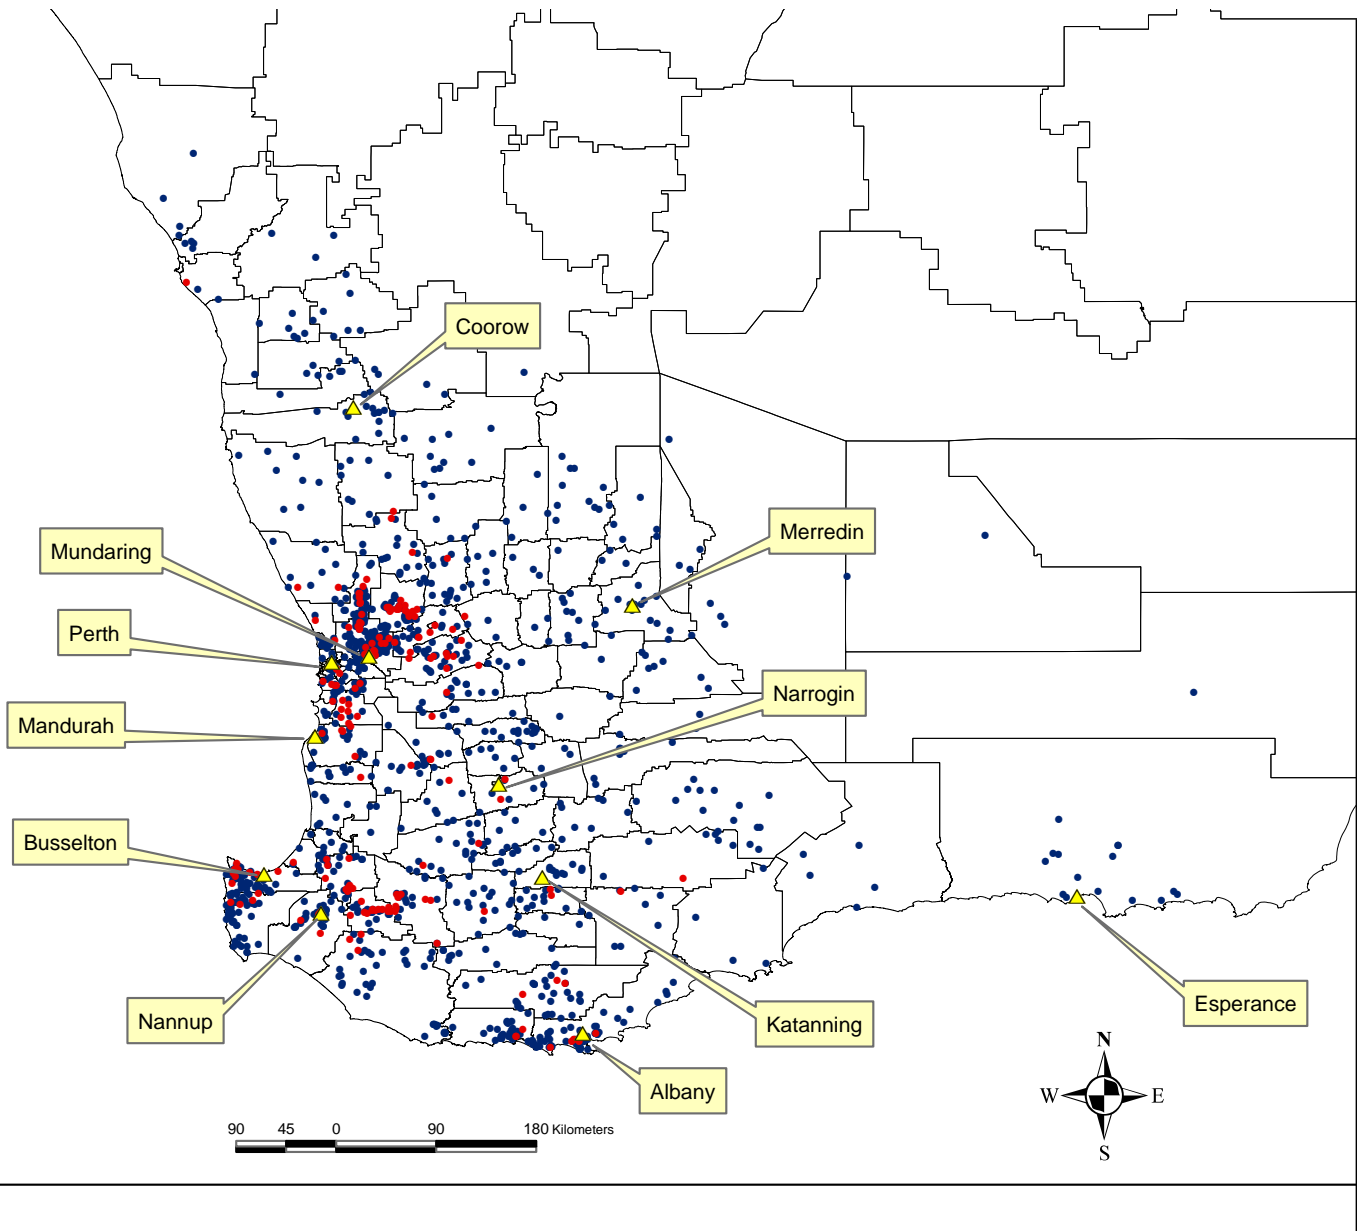 Coorow
Merredin
Mundaring
Perth
Narrogin
Mandurah
Busselton
Esperance
Nannup
Katanning
N
W E
S
Albany
90 45 0 90 180 Kilometers